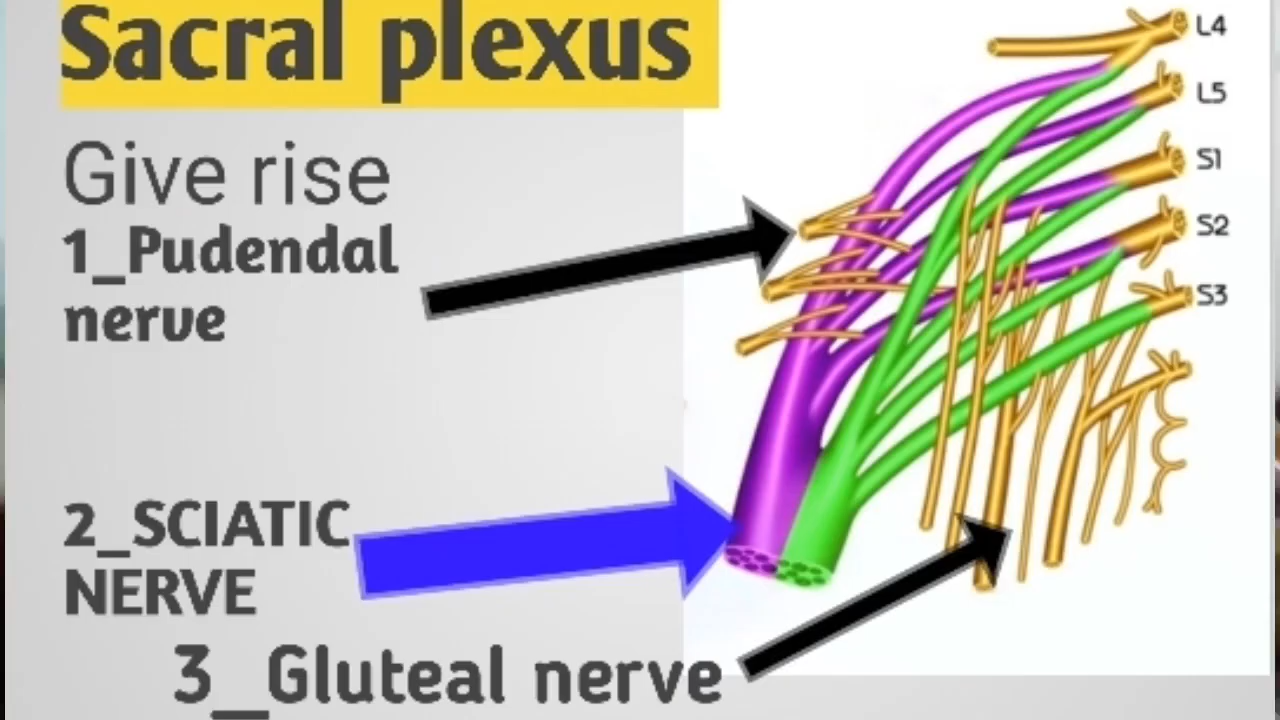 Sacral plexus
Give rise
1_Pudendal
nerve
2_SCIATIC
NERVE
3_Gluteal nerve
L4
L5
S1
S2
S3